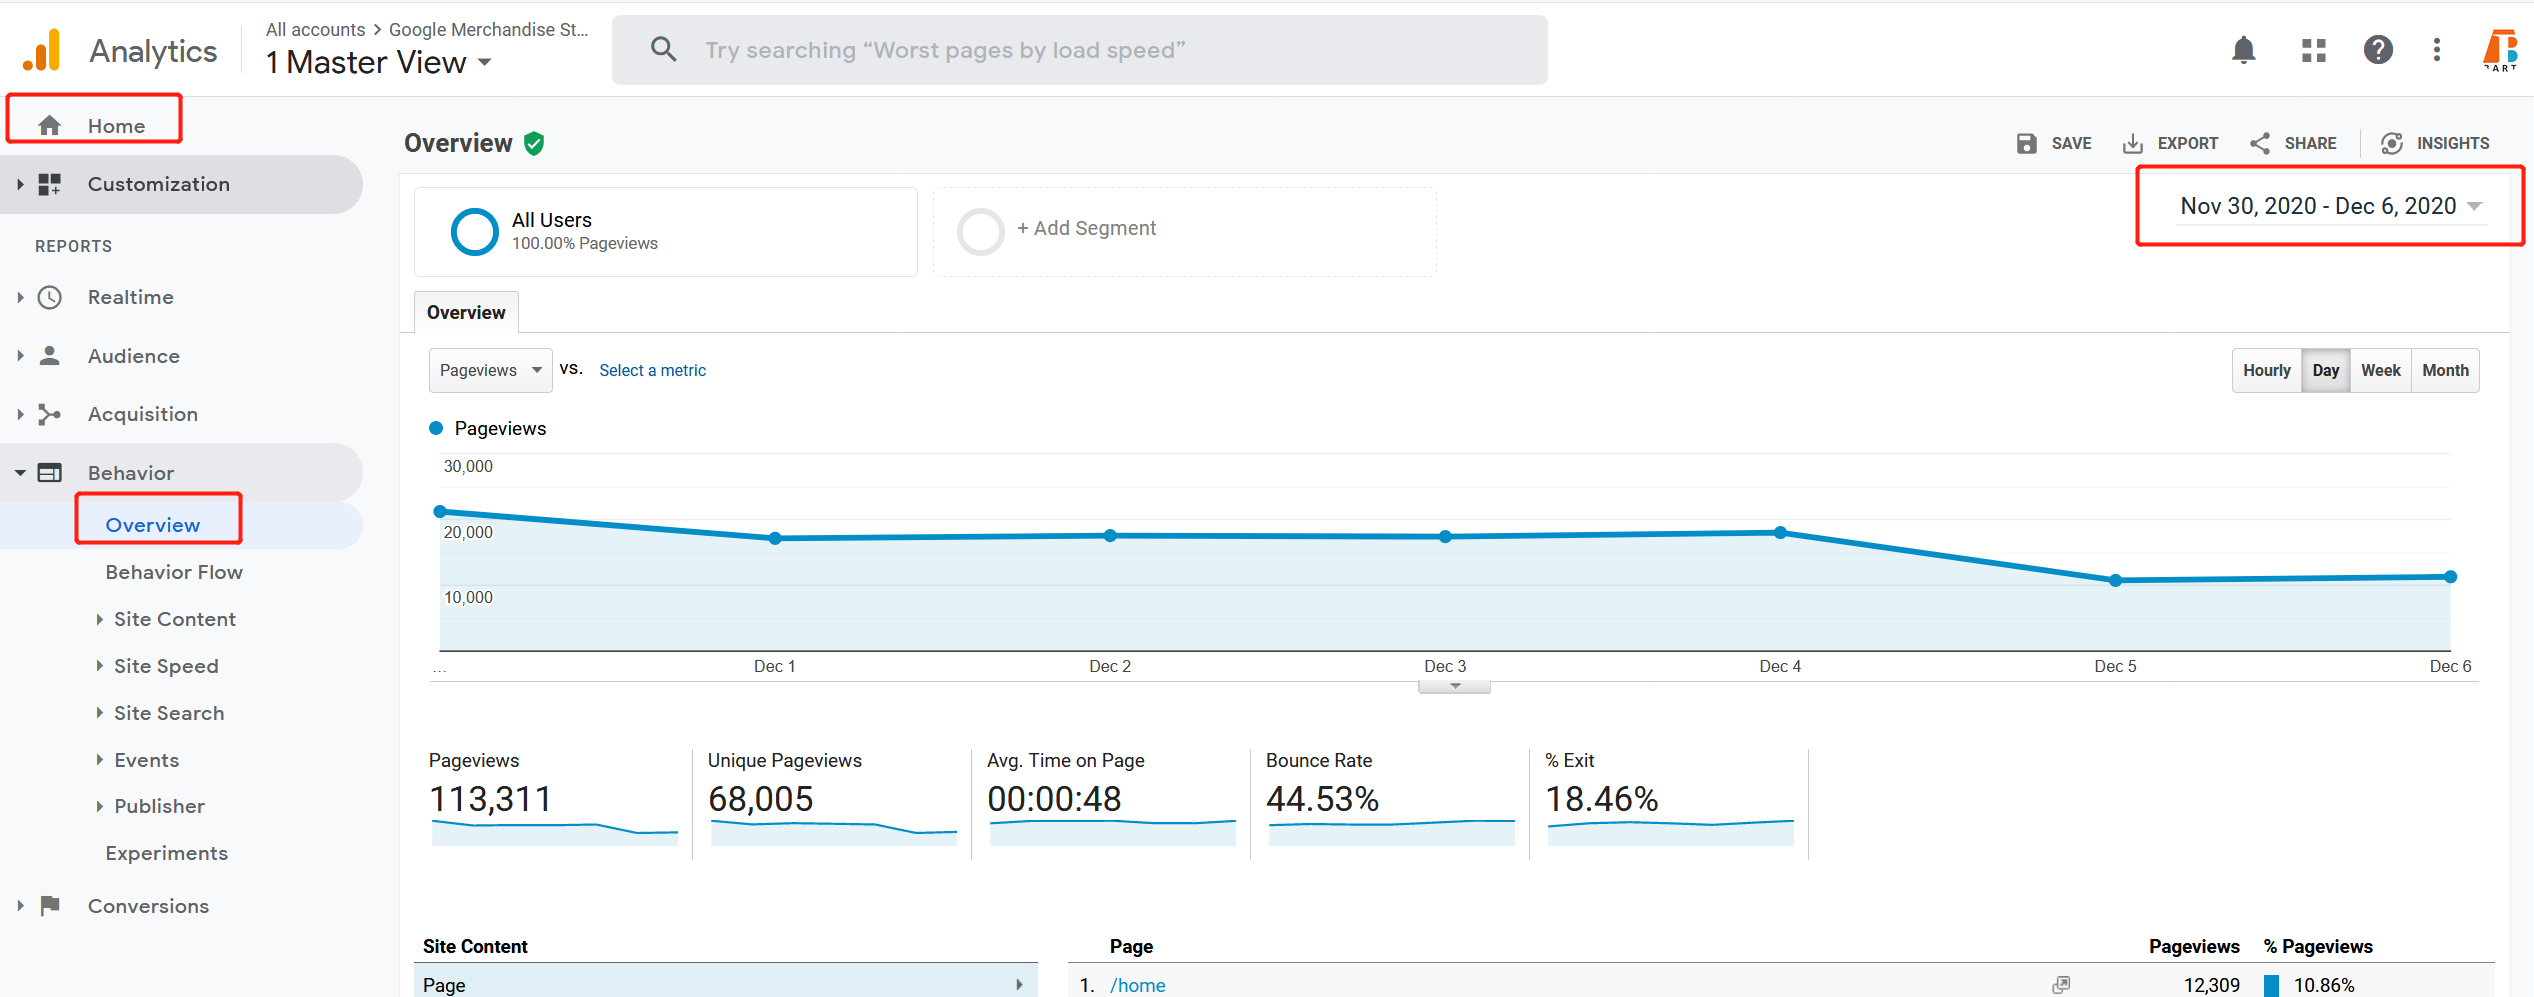 Analytics
All accounts > Google Merchandise St...
1 Master View
Try searching “Worst pages by load speed”
ART
Home
Customization
REPORTS
Realtime
Audience
Acquisition
Behavior
Overview
Behavior Flow
Site Content
Site Speed
Site Search
Events
Publisher
Experiments
Conversions
Overview
SAVE
EXPORT
SHARE
INSIGHTS
Nov 30, 2020 - Dec 6, 2020
All Users
100.00% Pageviews
+ Add Segment
Overview
Pageviews
VS.
Select a metric
Hourly
Day
Week
Month
Pageviews
30,000
20,000
10,000
...
Dec 1
Dec 2
Dec 3
Dec 4
Dec 5
Dec 6
Pageviews
113,311
Unique Pageviews
68,005
Avg. Time on Page
00:00:48
Bounce Rate
44.53%
% Exit
18.46%
Site Content
Page
Page
Pageviews
% Pageviews
1. /home
12,309
10.86%